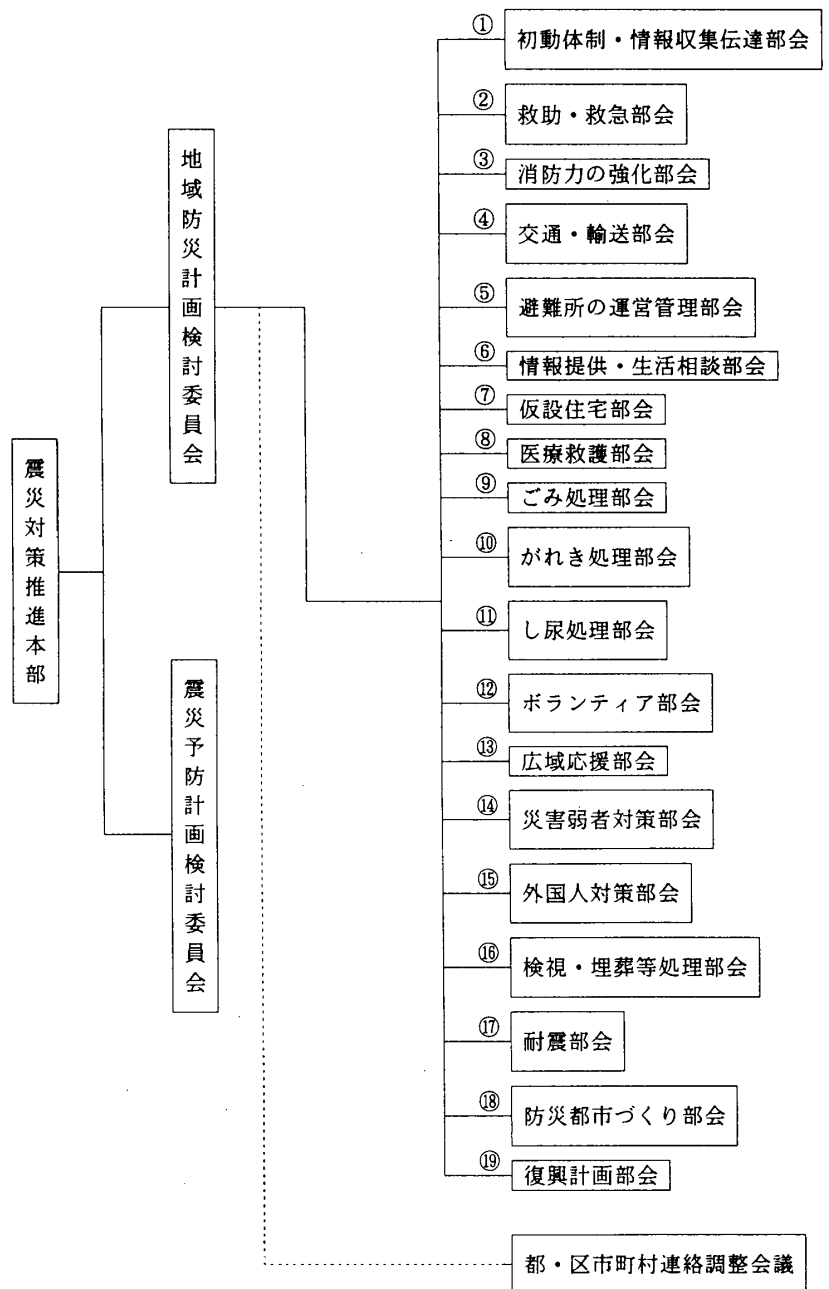 震災対策推進本部
地域防災計画検討委員会
震災予防計画検討委員会
① 初動体制・情報収集伝達部会
② 救助・救急部会
③ 消防力の強化部会
④ 交通・輸送部会
⑤ 避難所の運営管理部会
⑥ 情報提供・生活相談部会
⑦ 仮設住宅部会
⑧ 医療救護部会
⑨ ごみ処理部会
⑩ がれき処理部会
⑪ し尿処理部会
⑫ ボランティア部会
⑬ 広域応援部会
⑭ 災害弱者対策部会
⑮ 外国人対策部会
⑯ 検視・埋葬等処理部会
⑰ 耐震部会
⑱ 防災都市づくり部会
⑲ 復興計画部会
都・区市町村連絡調整会議